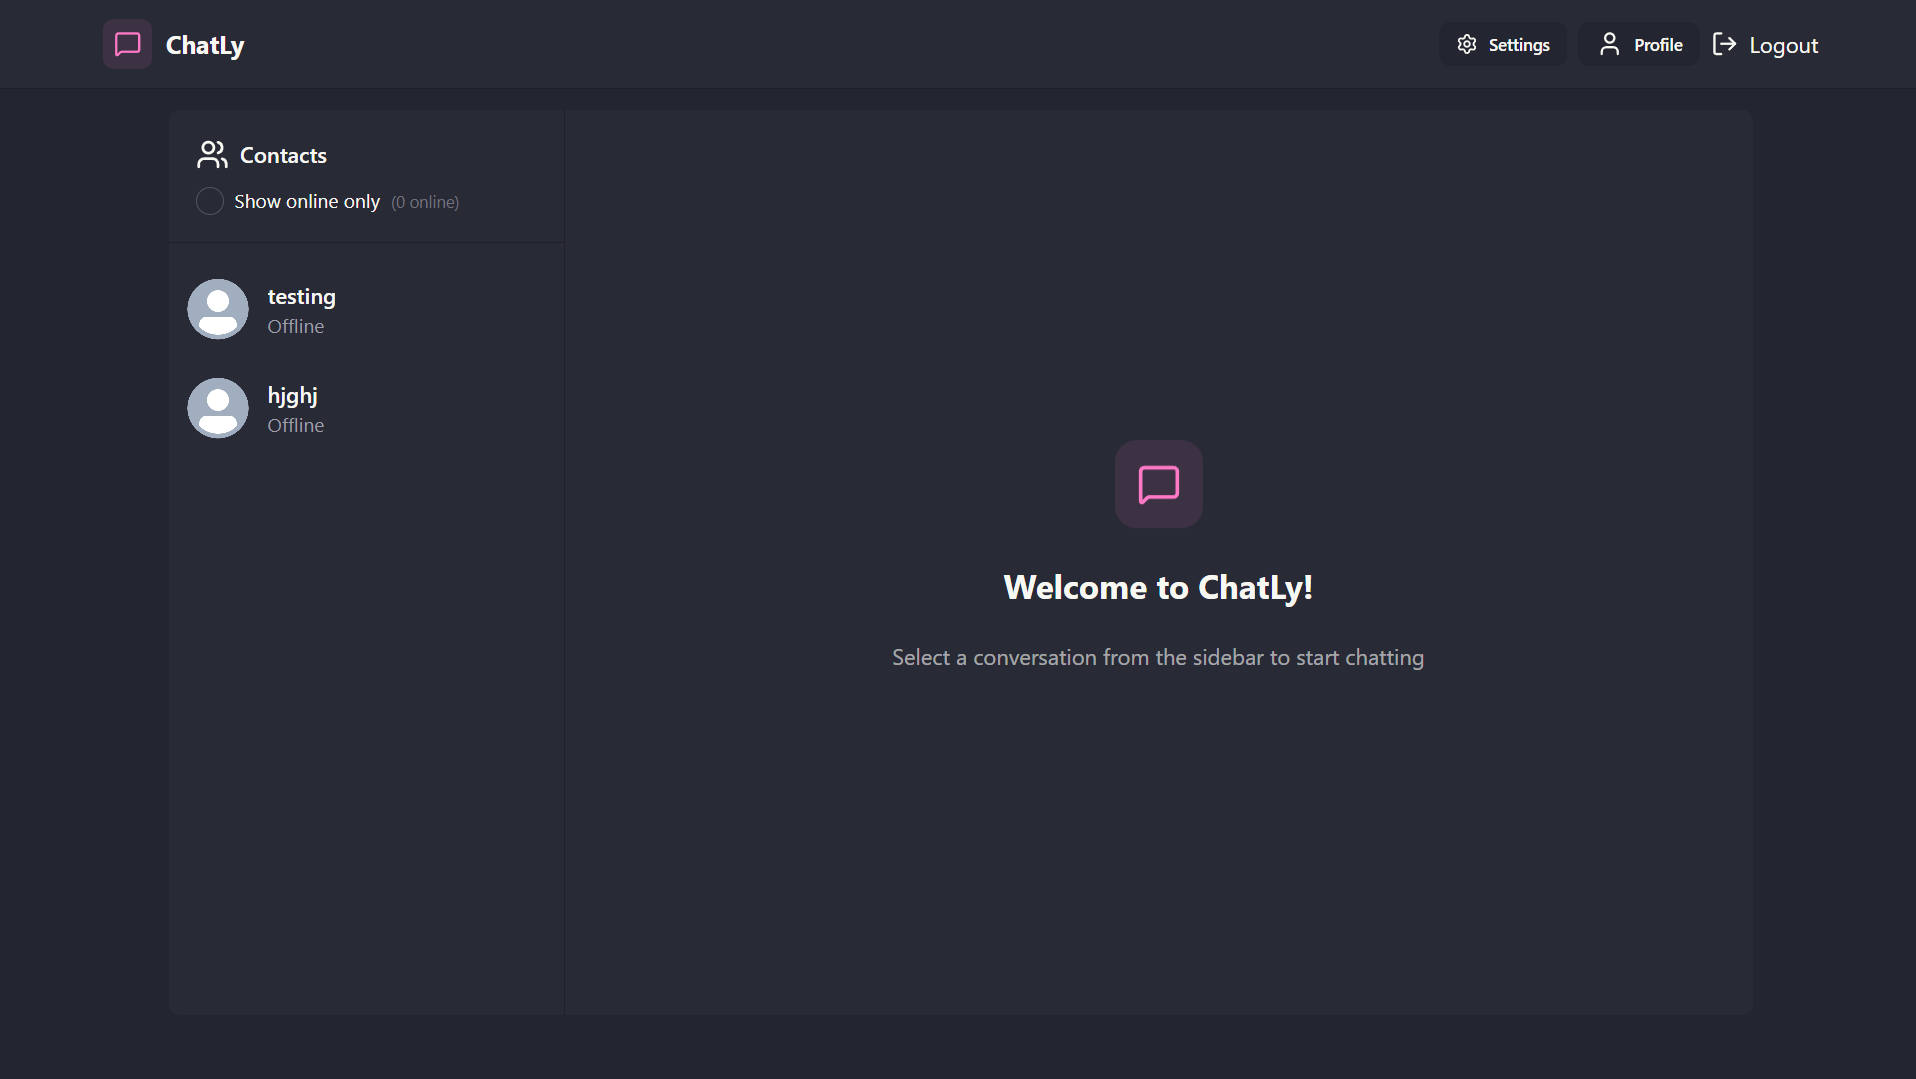 ChatLy
Settings
Profile
Logout
Contacts
Show online only (0 online)
testing
Offline
hjghj
Offline
Welcome to ChatLy!
Select a conversation from the sidebar to start chatting